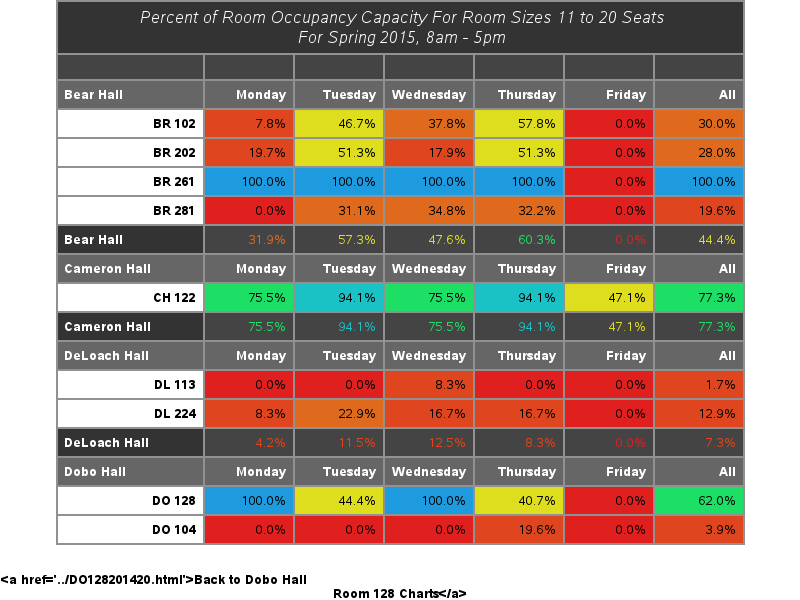 Percent of Room Occupancy Capacity For Room Sizes 11 to 20 Seats
For Spring 2015, 8am - 5pm
Bear Hall Monday Tuesday Wednesday Thursday Friday All
BR 102 7.8% 46.7% 37.8% 57.8% 0.0% 30.0%
BR 202 19.7% 51.3% 17.9% 51.3% 0.0% 28.0%
BR 261 100.0% 100.0% 100.0% 100.0% 0.0% 100.0%
BR 281 0.0% 31.1% 34.8% 32.2% 0.0% 19.6%
Bear Hall 31.9% 57.3% 47.6% 60.3% 0.0% 44.4%
Cameron Hall Monday Tuesday Wednesday Thursday Friday All
CH 122 75.5% 94.1% 75.5% 94.1% 47.1% 77.3%
Cameron Hall 75.5% 94.1% 75.5% 94.1% 47.1% 77.3%
DeLoach Hall Monday Tuesday Wednesday Thursday Friday All
DL 113 0.0% 0.0% 8.3% 0.0% 0.0% 1.7%
DL 224 8.3% 22.9% 16.7% 16.7% 0.0% 12.9%
DeLoach Hall 4.2% 11.5% 12.5% 8.3% 0.0% 7.3%
Dobo Hall Monday Tuesday Wednesday Thursday Friday All
DO 128 100.0% 44.4% 100.0% 40.7% 0.0% 62.0%
DO 104 0.0% 0.0% 0.0% 19.6% 0.0% 3.9%
&lt;a href='../DO128201420.html'&gt;Back to Dobo Hall
Room 128 Charts&lt;/a&gt;